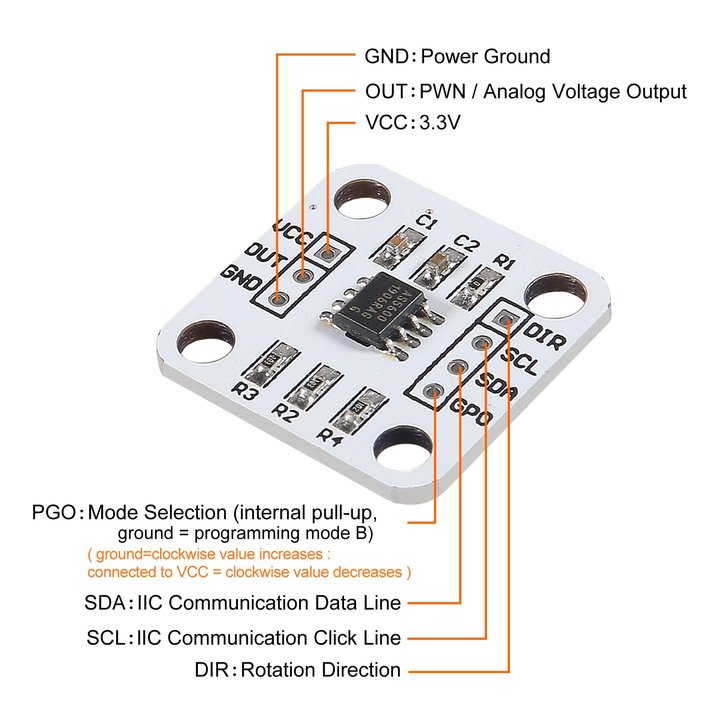 GND: Power Ground
OUT: PWN / Analog Voltage Output
VCC: 3.3V
VCC
OUT
GND
C1
C2
R1
AS5600
1906RAG
G
DIR
SCL
SDA
GPO
R3
R2
R4
PGO: Mode Selection (internal pull-up,
ground = programming mode B)
( ground=clockwise value increases :
connected to VCC = clockwise value decreases )
SDA: IIC Communication Data Line
SCL: IIC Communication Click Line
DIR: Rotation Direction